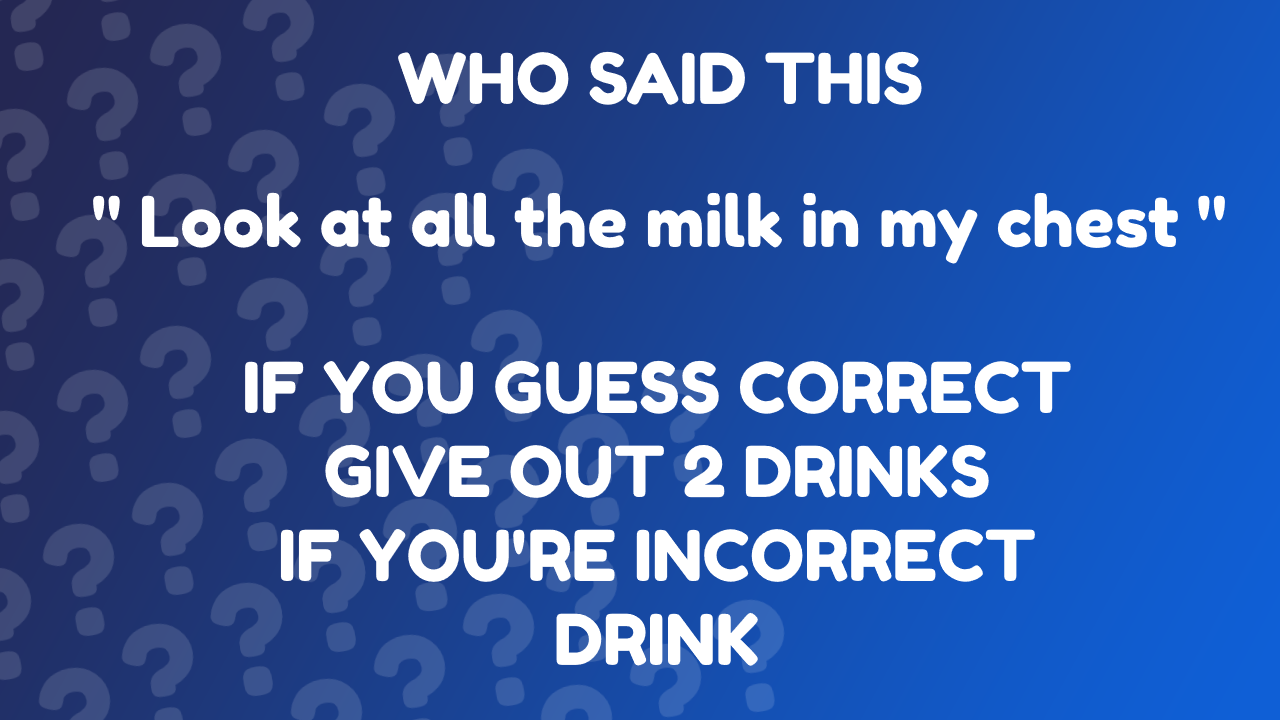 WHO SAID THIS
" Look at all the milk in my chest "
IF YOU GUESS CORRECT
GIVE OUT 2 DRINKS
IF YOU'RE INCORRECT
DRINK